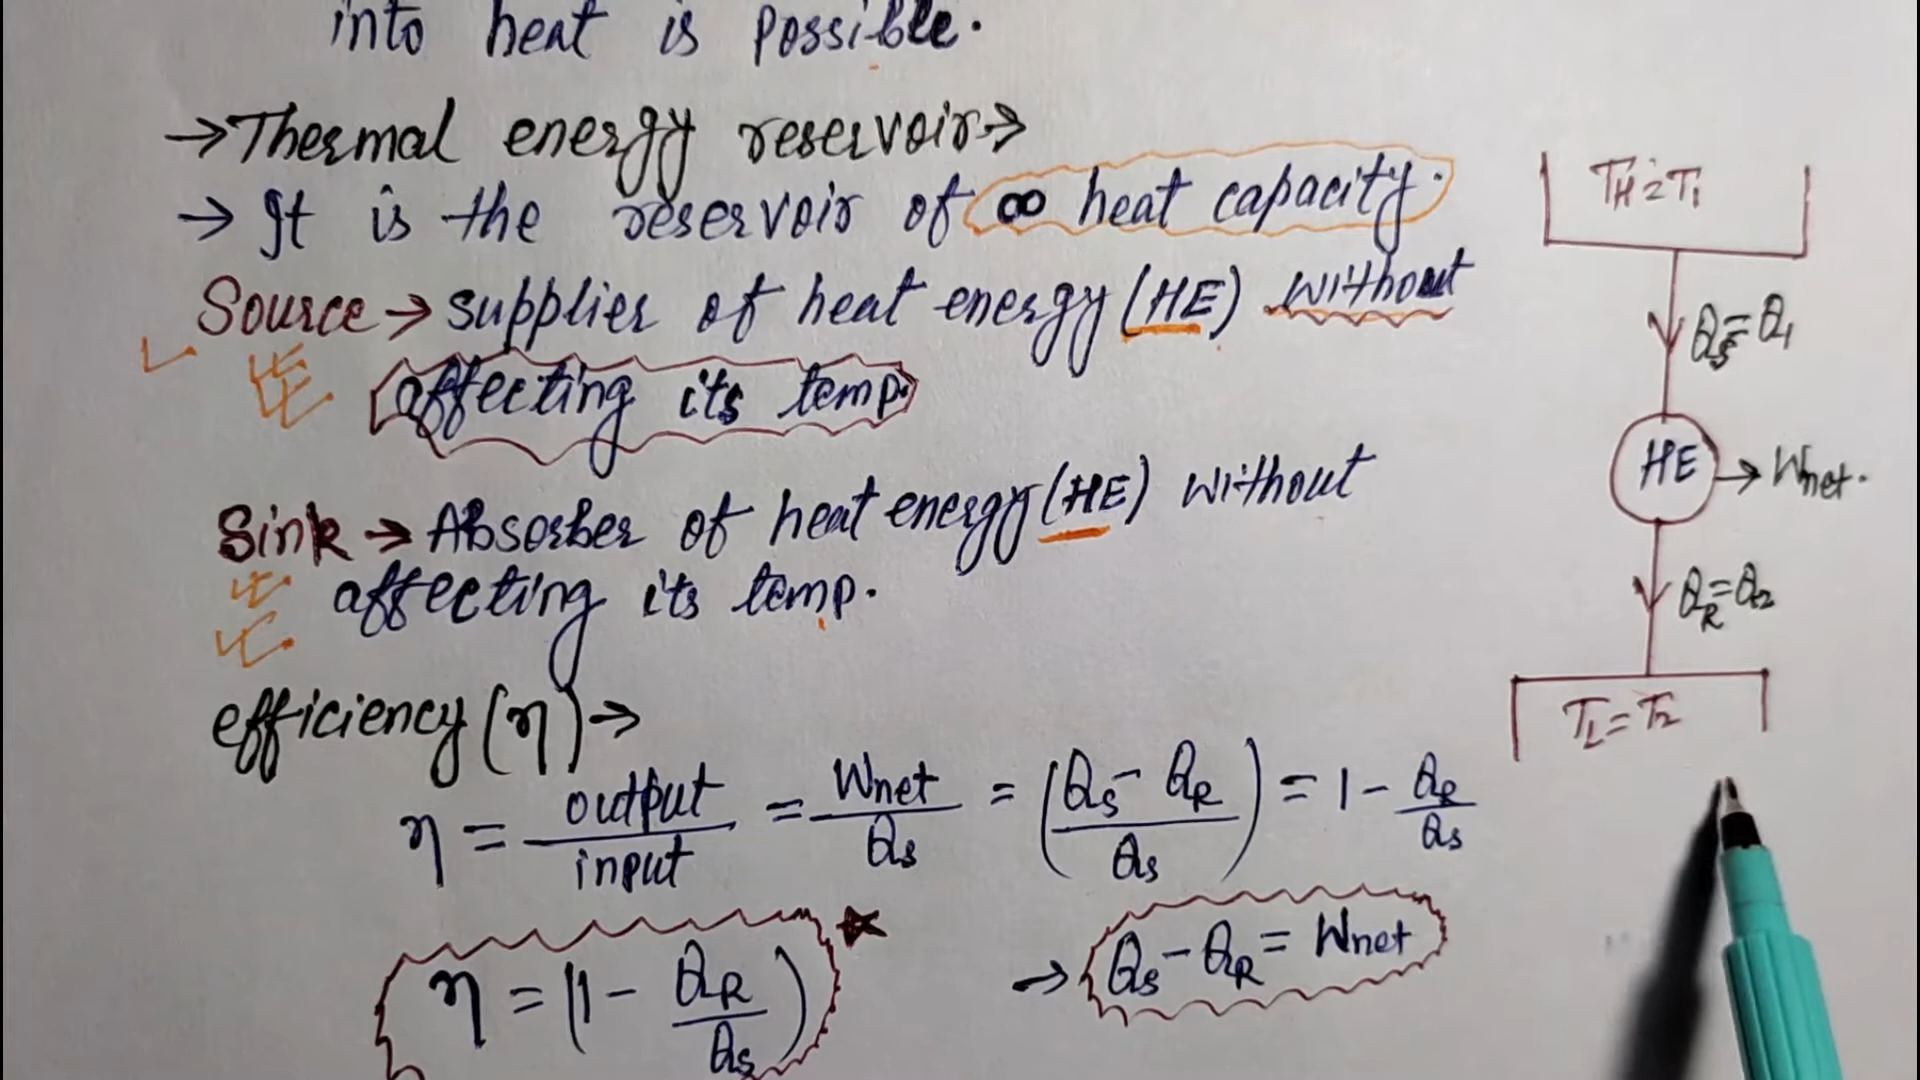 into heat is possible.
→Thermal energy reservoir→
→ It is the reservoir of ∞ heat capacity.
Source → supplier of heat energy (HE) without
affecting its temp.
Sink → Absorber of heat energy (HE) without
affecting its temp.
efficiency (η) →
η = output/input = Wnet/Qs = (Qs - QR / Qs) = 1 - QR/Qs
→ Qs - QR = Wnet
η = (1 - QR/Qs)
TH = T1
Qs = Q1
HE → Wnet.
QR = Q2
TL = T2